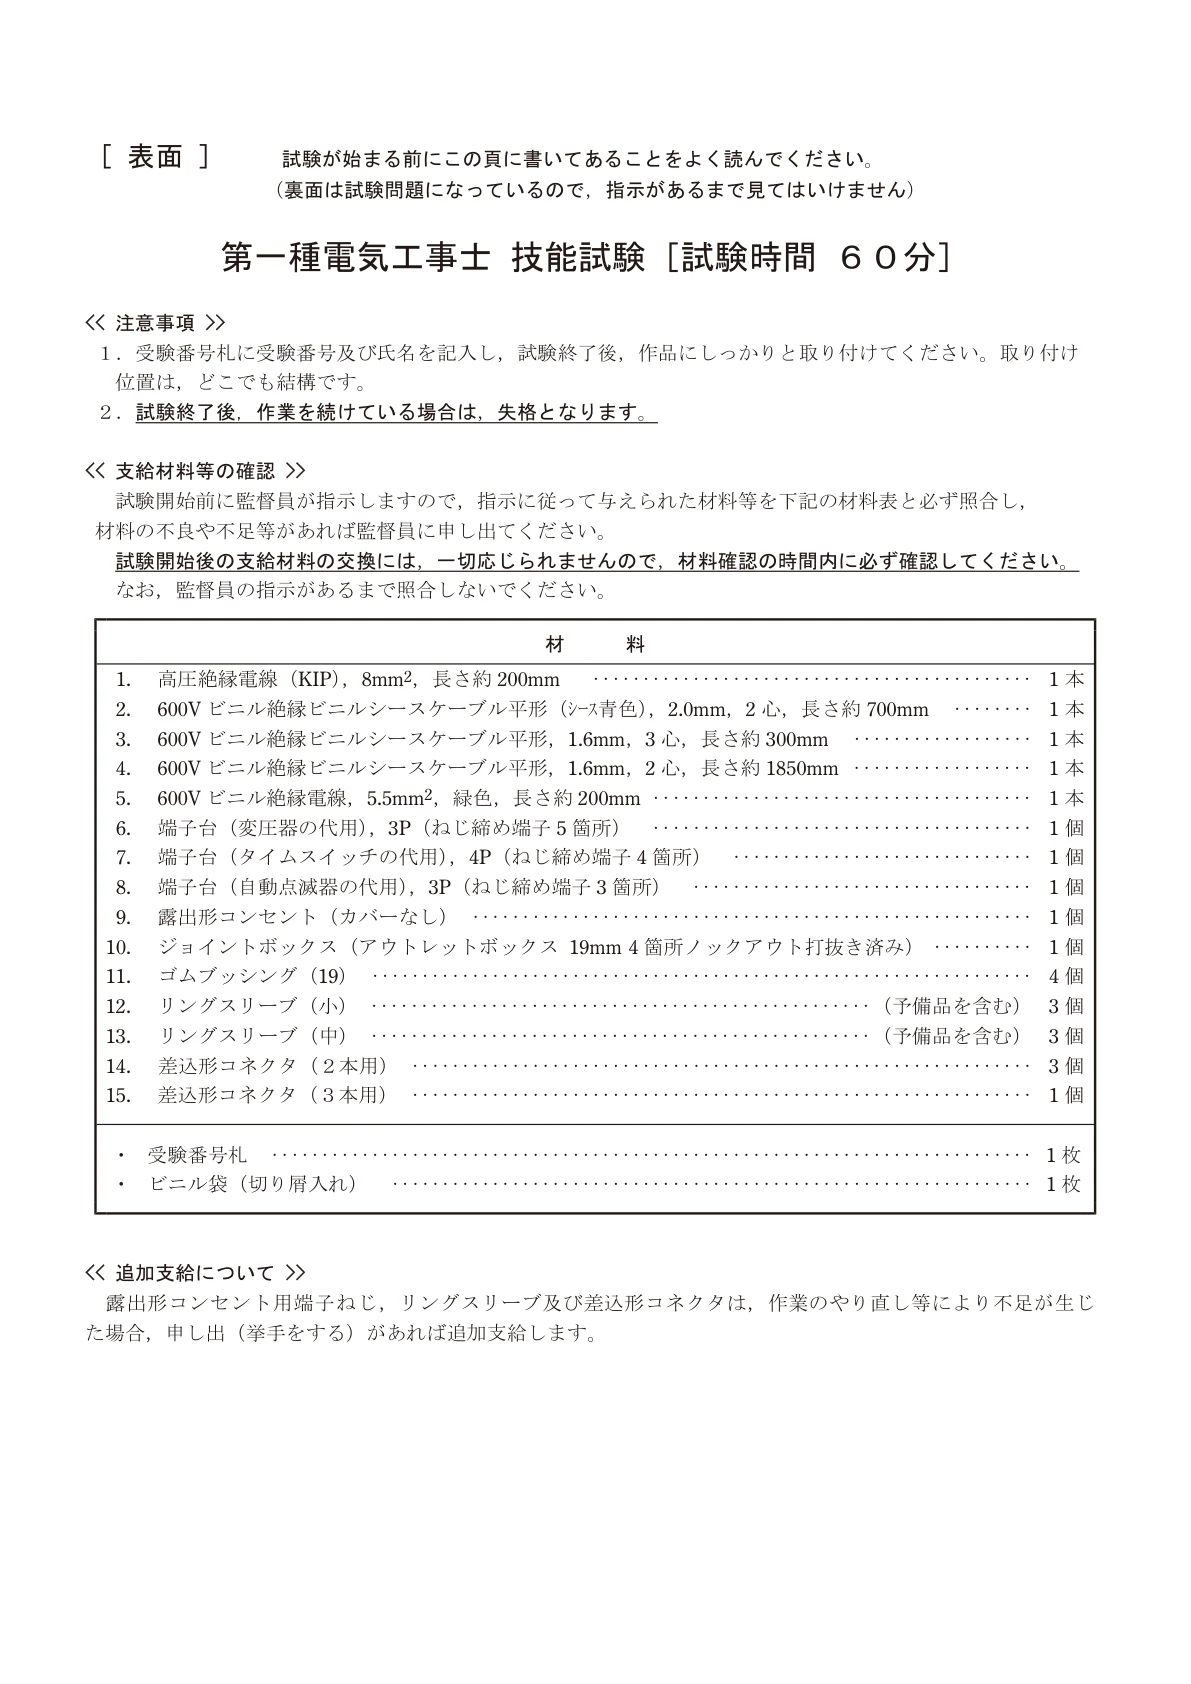 ［ 表面 ］ 試験が始まる前にこの頁に書いてあることをよく読んでください。
（裏面は試験問題になっているので，指示があるまで見てはいけません）
第一種電気工事士 技能試験［試験時間 ６０分］
≪ 注意事項 ≫
１．受験番号札に受験番号及び氏名を記入し，試験終了後，作品にしっかりと取り付けてください。取り付け
位置は，どこでも結構です。
２．試験終了後，作業を続けている場合は，失格となります。
≪ 支給材料等の確認 ≫
試験開始前に監督員が指示しますので，指示に従って与えられた材料等を下記の材料表と必ず照合し，
材料の不良や不足等があれば監督員に申し出てください。
試験開始後の支給材料の交換には，一切応じられませんので，材料確認の時間内に必ず確認してください。
なお，監督員の指示があるまで照合しないでください。
材 料
1. 高圧絶縁電線（KIP），8mm²，長さ約 200mm ‥‥‥‥‥‥‥‥‥‥ 1 本
2. 600V ビニル絶縁ビニルシースケーブル平形（ｼｰｽ青色），2.0mm，2 心，長さ約 700mm ‥‥‥‥ 1 本
3. 600V ビニル絶縁ビニルシースケーブル平形，1.6mm，3 心，長さ約 300mm ‥‥‥‥‥‥ 1 本
4. 600V ビニル絶縁ビニルシースケーブル平形，1.6mm，2 心，長さ約 1850mm ‥‥‥‥‥‥ 1 本
5. 600V ビニル絶縁電線，5.5mm²，緑色，長さ約 200mm ‥‥‥‥‥‥‥‥‥‥ 1 本
6. 端子台（変圧器の代用），3P（ねじ締め端子 5 箇所） ‥‥‥‥‥‥‥‥‥‥ 1 個
7. 端子台（タイムスイッチの代用），4P（ねじ締め端子 4 箇所） ‥‥‥‥‥‥‥‥ 1 個
8. 端子台（自動点滅器の代用），3P（ねじ締め端子 3 箇所） ‥‥‥‥‥‥‥‥‥ 1 個
9. 露出形コンセント（カバーなし） ‥‥‥‥‥‥‥‥‥‥‥‥ 1 個
10. ジョイントボックス（アウトレットボックス 19mm 4 箇所ノックアウト打抜き済み） ‥‥‥‥ 1 個
11. ゴムブッシング（19） ‥‥‥‥‥‥‥‥‥‥‥‥‥‥ 4 個
12. リングスリーブ（小） ‥‥‥‥‥‥‥‥‥‥‥‥（予備品を含む） 3 個
13. リングスリーブ（中） ‥‥‥‥‥‥‥‥‥‥‥‥（予備品を含む） 3 個
14. 差込形コネクタ（２本用） ‥‥‥‥‥‥‥‥‥‥‥‥‥ 3 個
15. 差込形コネクタ（３本用） ‥‥‥‥‥‥‥‥‥‥‥‥‥ 1 個
・ 受験番号札 ‥‥‥‥‥‥‥‥‥‥‥‥‥‥‥‥ 1 枚
・ ビニル袋（切り屑入れ） ‥‥‥‥‥‥‥‥‥‥‥‥‥ 1 枚
≪ 追加支給について ≫
露出形コンセント用端子ねじ，リングスリーブ及び差込形コネクタは，作業のやり直し等により不足が生じ
た場合，申し出（挙手をする）があれば追加支給します。